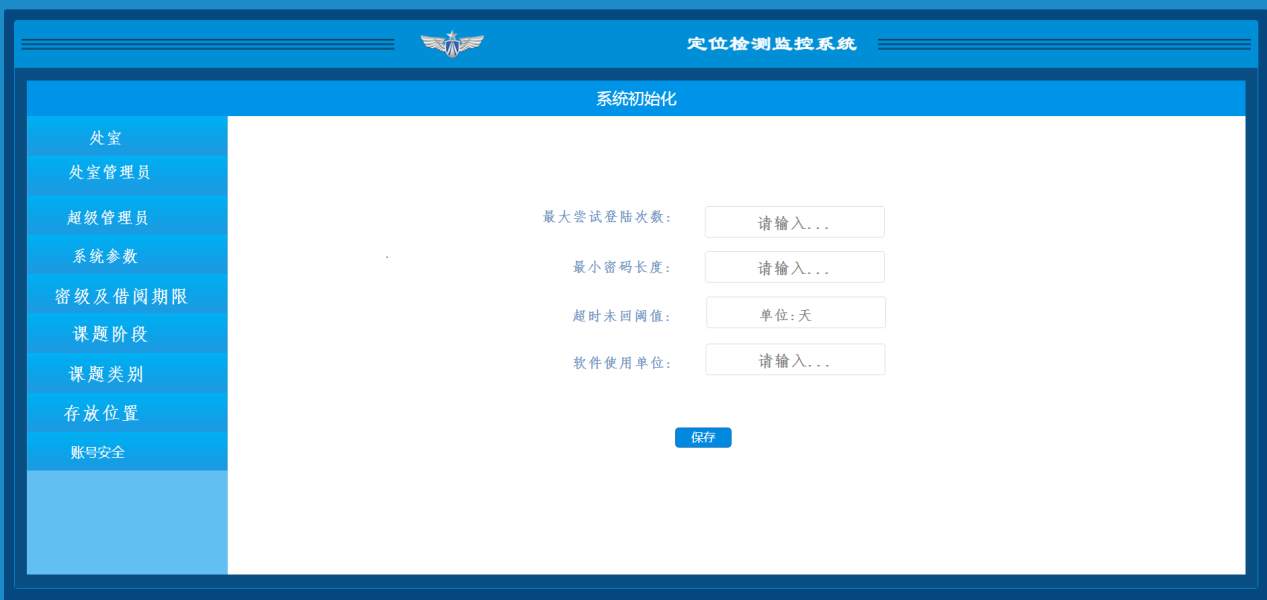 定位检测监控系统
系统初始化
处室
处室管理员
超级管理员
系统参数
密级及借阅期限
课题阶段
课题类别
存放位置
账号安全
最大尝试登陆次数: 请输入...
最小密码长度: 请输入...
超时未回阈值: 单位:天
软件使用单位: 请输入...
保存